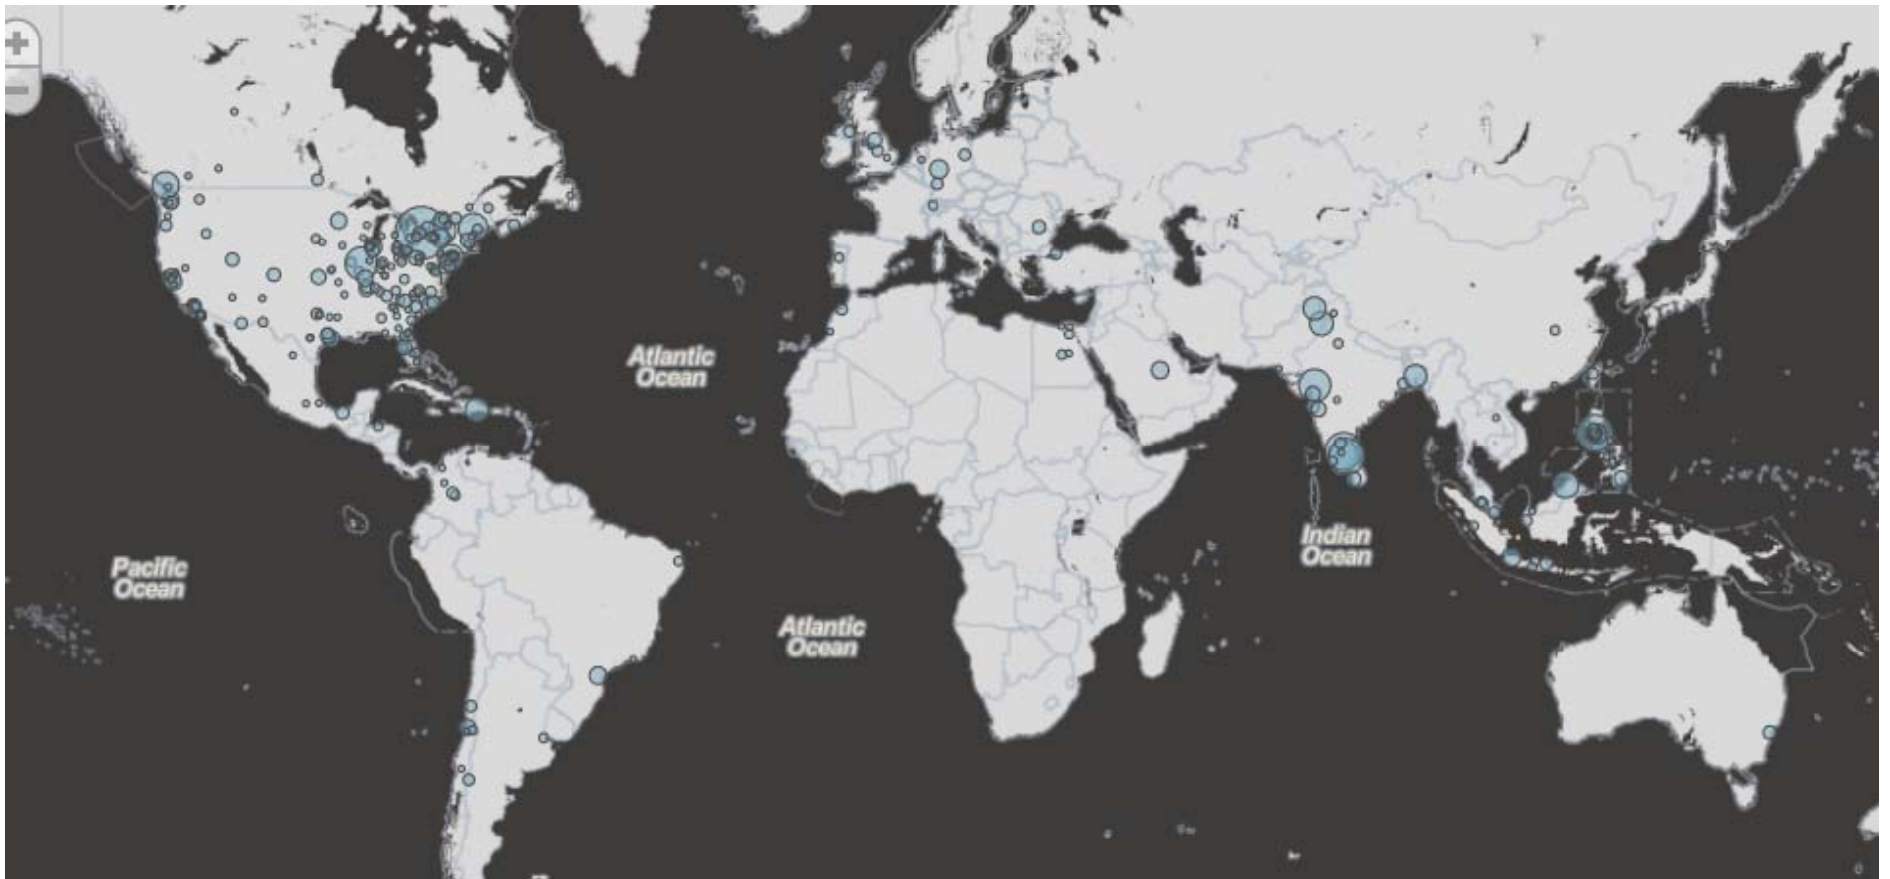 Atlantic
Ocean
Indian
Ocean
Pacific
Ocean
Atlantic
Ocean